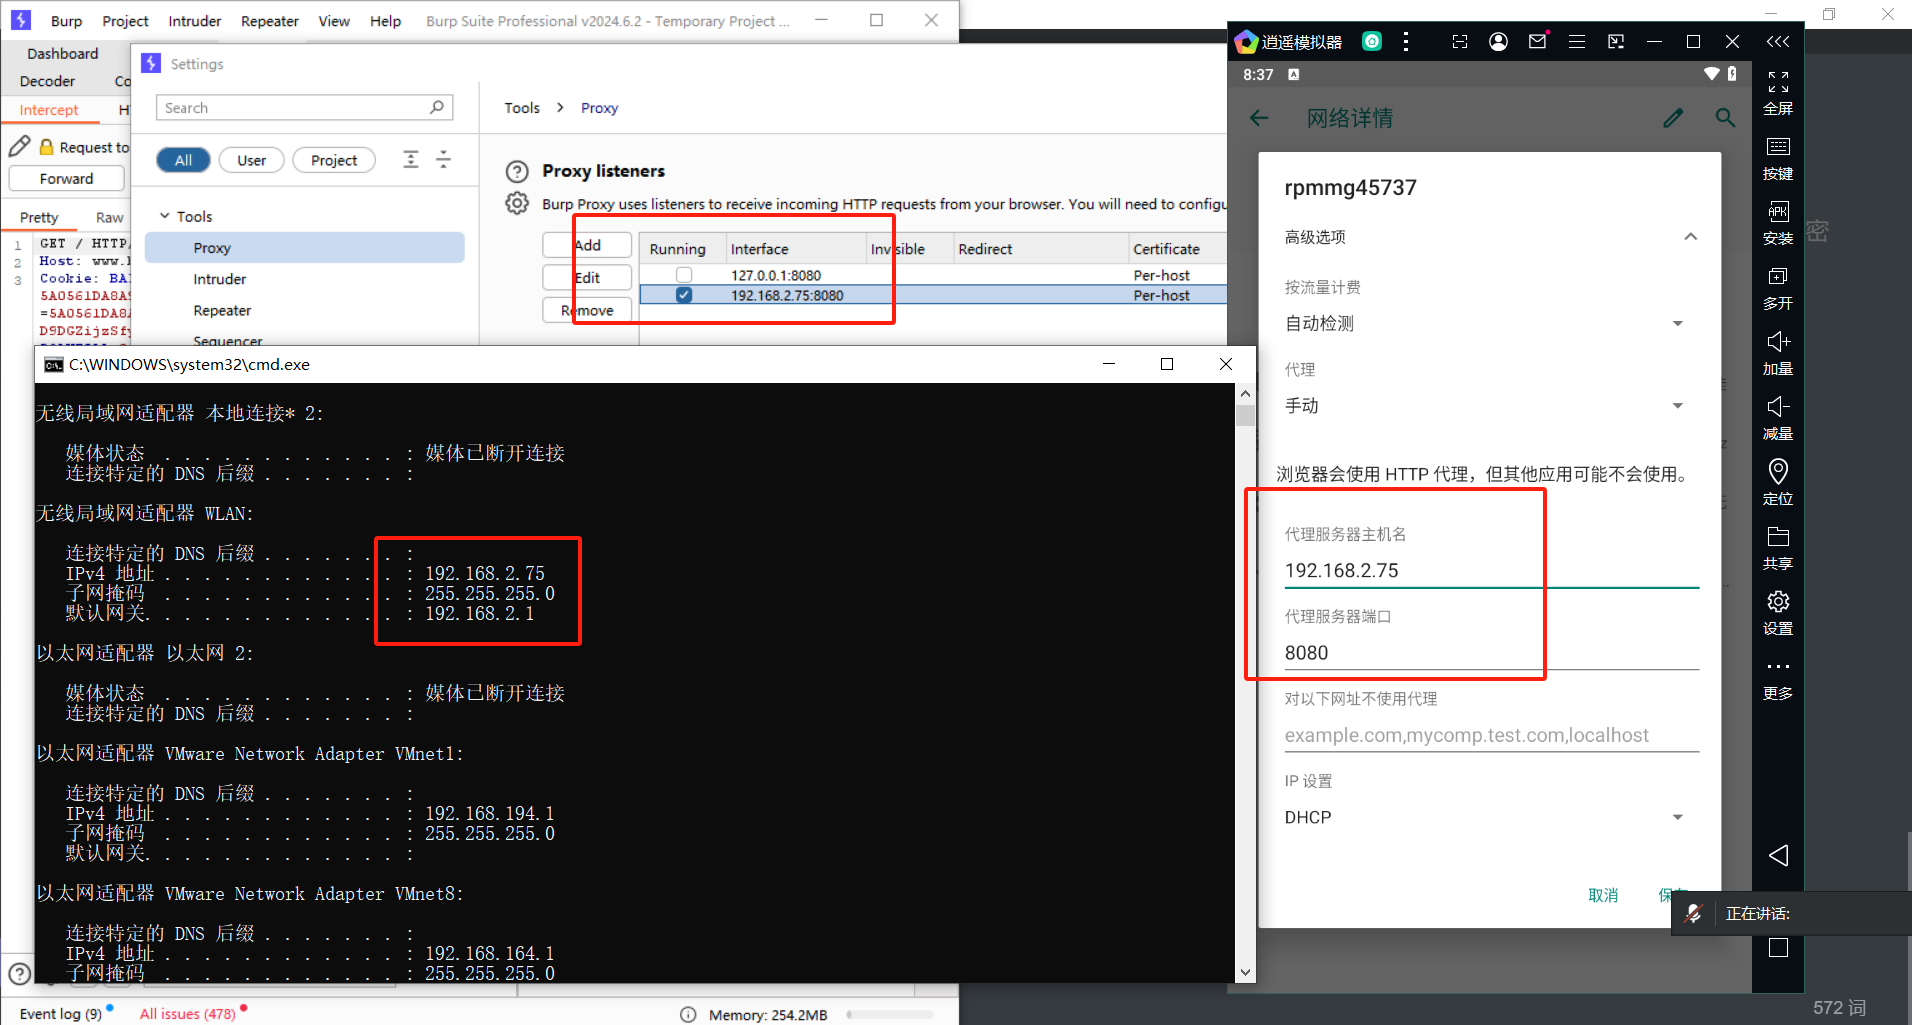 Burp Project Intruder Repeater View Help Burp Suite Professional v2024.6.2 - Temporary Project ...
Dashboard
Decoder
Intercept
Request to
Forward
Pretty Raw
1 GET / HTTP/
2 Host: www.
3 Cookie: BA
5A0561DA8A
=5A0561DA8A
D9DGZijzSfy
Settings
Search
All User Project
Tools
Proxy
Intruder
Repeater
Sequencer
Tools > Proxy
Proxy listeners
Burp Proxy uses listeners to receive incoming HTTP requests from your browser. You will need to configu
Add
Edit
Remove
Running Interface Invisible Redirect Certificate
127.0.0.1:8080 Per-host
192.168.2.75:8080 Per-host
C:\WINDOWS\system32\cmd.exe
无线局域网适配器 本地连接* 2:
媒体状态 . . . . . . . . . . . . : 媒体已断开连接
连接特定的 DNS 后缀 . . . . . . . :
无线局域网适配器 WLAN:
连接特定的 DNS 后缀 . . . . . . . :
IPv4 地址 . . . . . . . . . . . . : 192.168.2.75
子网掩码 . . . . . . . . . . . . : 255.255.255.0
默认网关. . . . . . . . . . . . . : 192.168.2.1
以太网适配器 以太网 2:
媒体状态 . . . . . . . . . . . . : 媒体已断开连接
连接特定的 DNS 后缀 . . . . . . . :
以太网适配器 VMware Network Adapter VMnet1:
连接特定的 DNS 后缀 . . . . . . . :
IPv4 地址 . . . . . . . . . . . . : 192.168.194.1
子网掩码 . . . . . . . . . . . . : 255.255.255.0
默认网关. . . . . . . . . . . . . :
以太网适配器 VMware Network Adapter VMnet8:
连接特定的 DNS 后缀 . . . . . . . :
IPv4 地址 . . . . . . . . . . . . : 192.168.164.1
子网掩码 . . . . . . . . . . . . : 255.255.255.0
Event log (9) All issues (478) Memory: 254.2MB
逍遥模拟器
8:37
网络详情
rpmmg45737
高级选项
按流量计费
自动检测
代理
手动
浏览器会使用 HTTP 代理，但其他应用可能不会使用。
代理服务器主机名
192.168.2.75
代理服务器端口
8080
对以下网址不使用代理
example.com,mycomp.test.com,localhost
IP 设置
DHCP
取消
全屏
按键
APK
安装
多开
加量
减量
定位
共享
设置
更多
正在讲话:
密
572 词